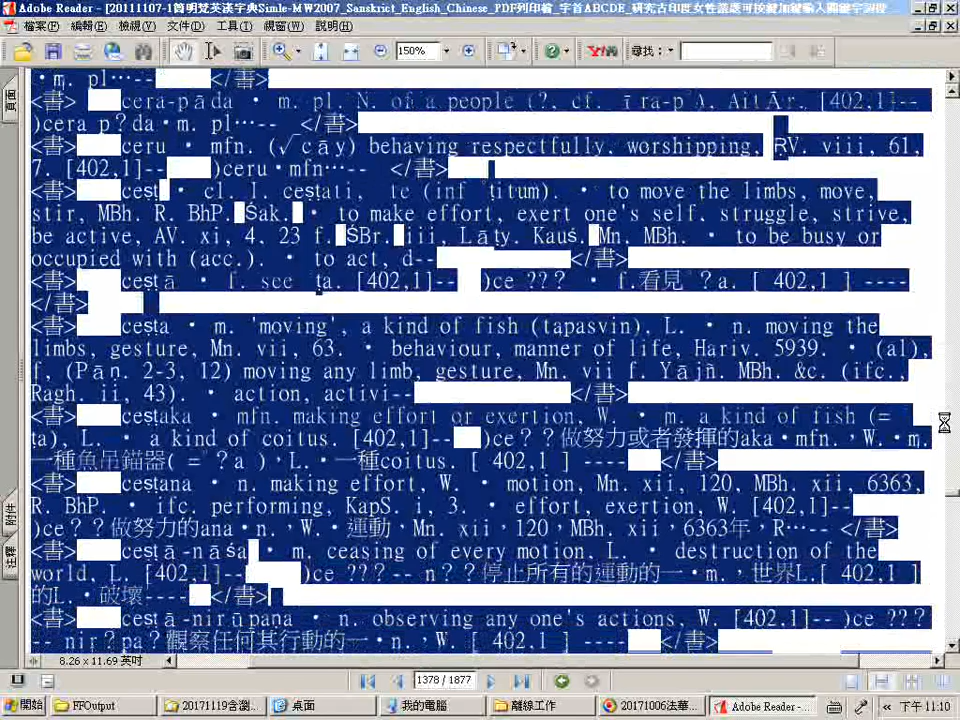 Adobe Reader - [20111107-1簡明梵英漢字典Simle-MW2007_Sanskrit_English_Chinese_PDF列印檔_字首ABCDE_研究古印度女性
檔案(F) 編輯(E) 檢視(V) 文件(D) 工具(T) 視窗(W) 說明(H)
150% Y! 尋找:
‧m. pl…-- </書>
<書> cera-pāda ‧ m. pl. N. of a people (?, cf. [402,1]--
)cera p?da‧m. pl…-- </書>
<書> ceru ‧ mfn. (√cāy) behaving respectfully, worshipping, ṚV. viii, 61,
7. [402,1]-- )ceru‧mfn…-- </書>
<書> ceṣṭ ‧ cl. 1. ceṣṭati, te (inf ṭitum). ‧ to move the limbs, move,
stir, MBh. R. BhP. Śak. ‧ to make effort, exert one's self, struggle, strive,
be active, AV. xi, 4, 23 f. ŚBr. iii, Lāṭy. Kauś. Mn. MBh. ‧ to be busy or
occupied with (acc.). ‧ to act, d-- </書>
<書> ceṣṭā ‧ f. see ṭa. [402,1]-- )ce ??? ‧ f.看見 ?a. [ 402,1 ] ----
</書>
<書> ceṣṭa ‧ m. 'moving', a kind of fish (tapasvin), L. ‧ n. moving the
limbs, gesture, Mn. vii, 63. ‧ behaviour, manner of life, Hariv. 5939. ‧ (al),
f, (Pāṇ. 2-3, 12) moving any limb, gesture, Mn. vii f. Yājñ. MBh. &c. (ifc.,
Ragh. ii, 43). ‧ action, activi-- </書>
<書> ceṣṭaka ‧ mfn. making effort or exertion, W. ‧ m. a kind of fish (=
ṭa), L. ‧ a kind of coitus. [402,1]-- )ce??做努力或者發揮的aka‧mfn.，W.‧m.
一種魚吊錨器( =?a )，L.‧一種coitus. [ 402,1 ] ---- </書>
<書> ceṣṭana ‧ n. making effort, W. ‧ motion, Mn. xii, 120, MBh. xii, 6363,
R. BhP. ‧ ifc. performing, KapS. i, 3. ‧ effort, exertion, W. [402,1]--
)ce??做努力的ana‧n.，W.‧運動，Mn. xii，120，MBh. xii，6363年，R…-- </書>
<書> ceṣṭā-nāśa ‧ m. ceasing of every motion, L. ‧ destruction of the
world, L. [402,1]-- )ce ???-- n??停止所有的運動的一‧m.，世界L.[ 402,1 ]
的L.‧破壞---- </書>
<書> ceṣṭā-nirūpaṇa ‧ n. observing any one's actions, W. [402,1]-- )ce ???
-- nir?pa?觀察任何其行動的一‧n.，W. [ 402,1 ] ---- </書>
頁面
附件
註釋
8.26 x 11.69 英吋
1378 / 1877
開始 FFOutput 20171119含瀏... 桌面 我的電腦 離線工作 20171006法華... Adobe Reader - [... 下午 11:10